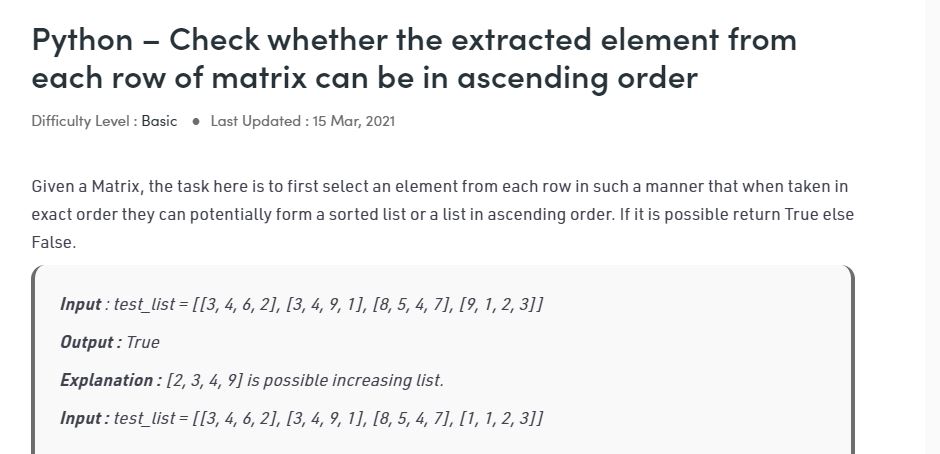 Python – Check whether the extracted element from
each row of matrix can be in ascending order
Difficulty Level : Basic ● Last Updated : 15 Mar, 2021
Given a Matrix, the task here is to first select an element from each row in such a manner that when taken in
exact order they can potentially form a sorted list or a list in ascending order. If it is possible return True else
False.
Input : test_list = [[3, 4, 6, 2], [3, 4, 9, 1], [8, 5, 4, 7], [9, 1, 2, 3]]
Output : True
Explanation : [2, 3, 4, 9] is possible increasing list.
Input : test_list = [[3, 4, 6, 2], [3, 4, 9, 1], [8, 5, 4, 7], [1, 1, 2, 3]]